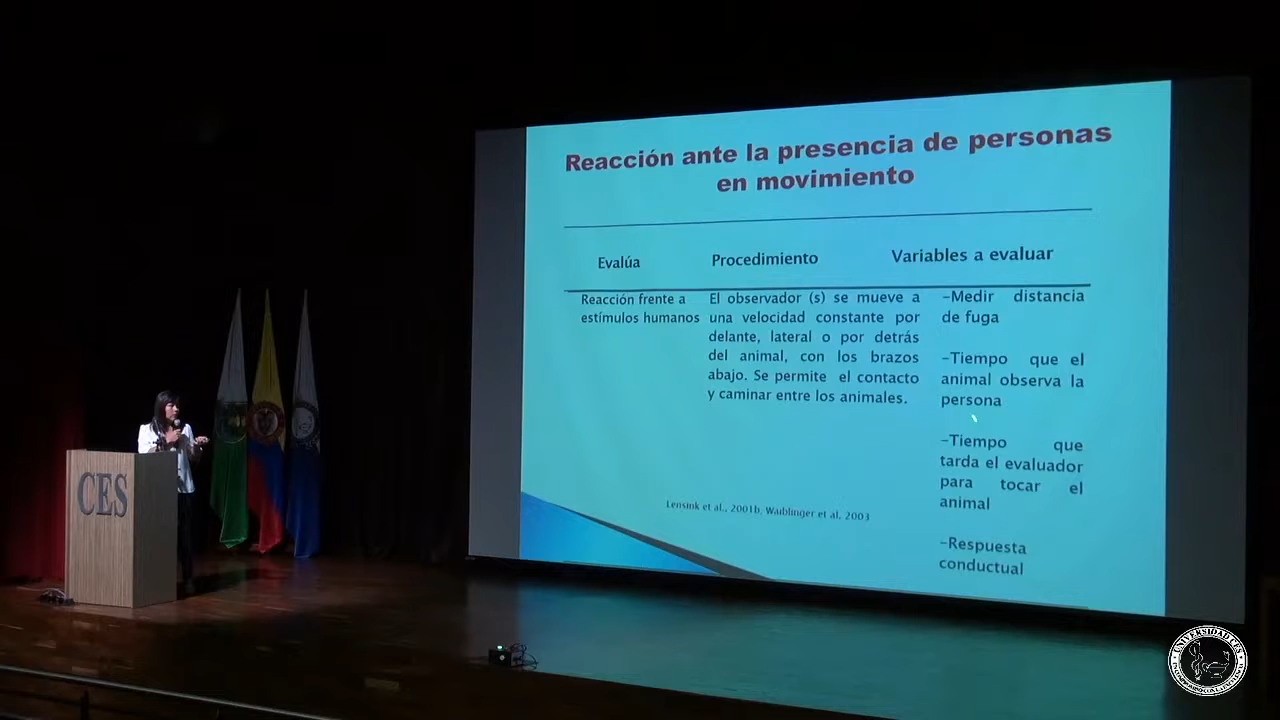 Reacción ante la presencia de personas
en movimiento
Evalúa
Procedimiento
Variables a evaluar
Reacción frente a
estímulos humanos
El observador (s) se mueve a
una velocidad constante por
delante, lateral o por detrás
del animal, con los brazos
abajo. Se permite el contacto
y caminar entre los animales.
-Medir distancia
de fuga
-Tiempo que el
animal observa la
persona
-Tiempo que
tarda el evaluador
para tocar el
animal
-Respuesta
conductual
Lensink et al., 2001b, Waiblinger et al, 2003
CES
UNIVERSIDAD CES